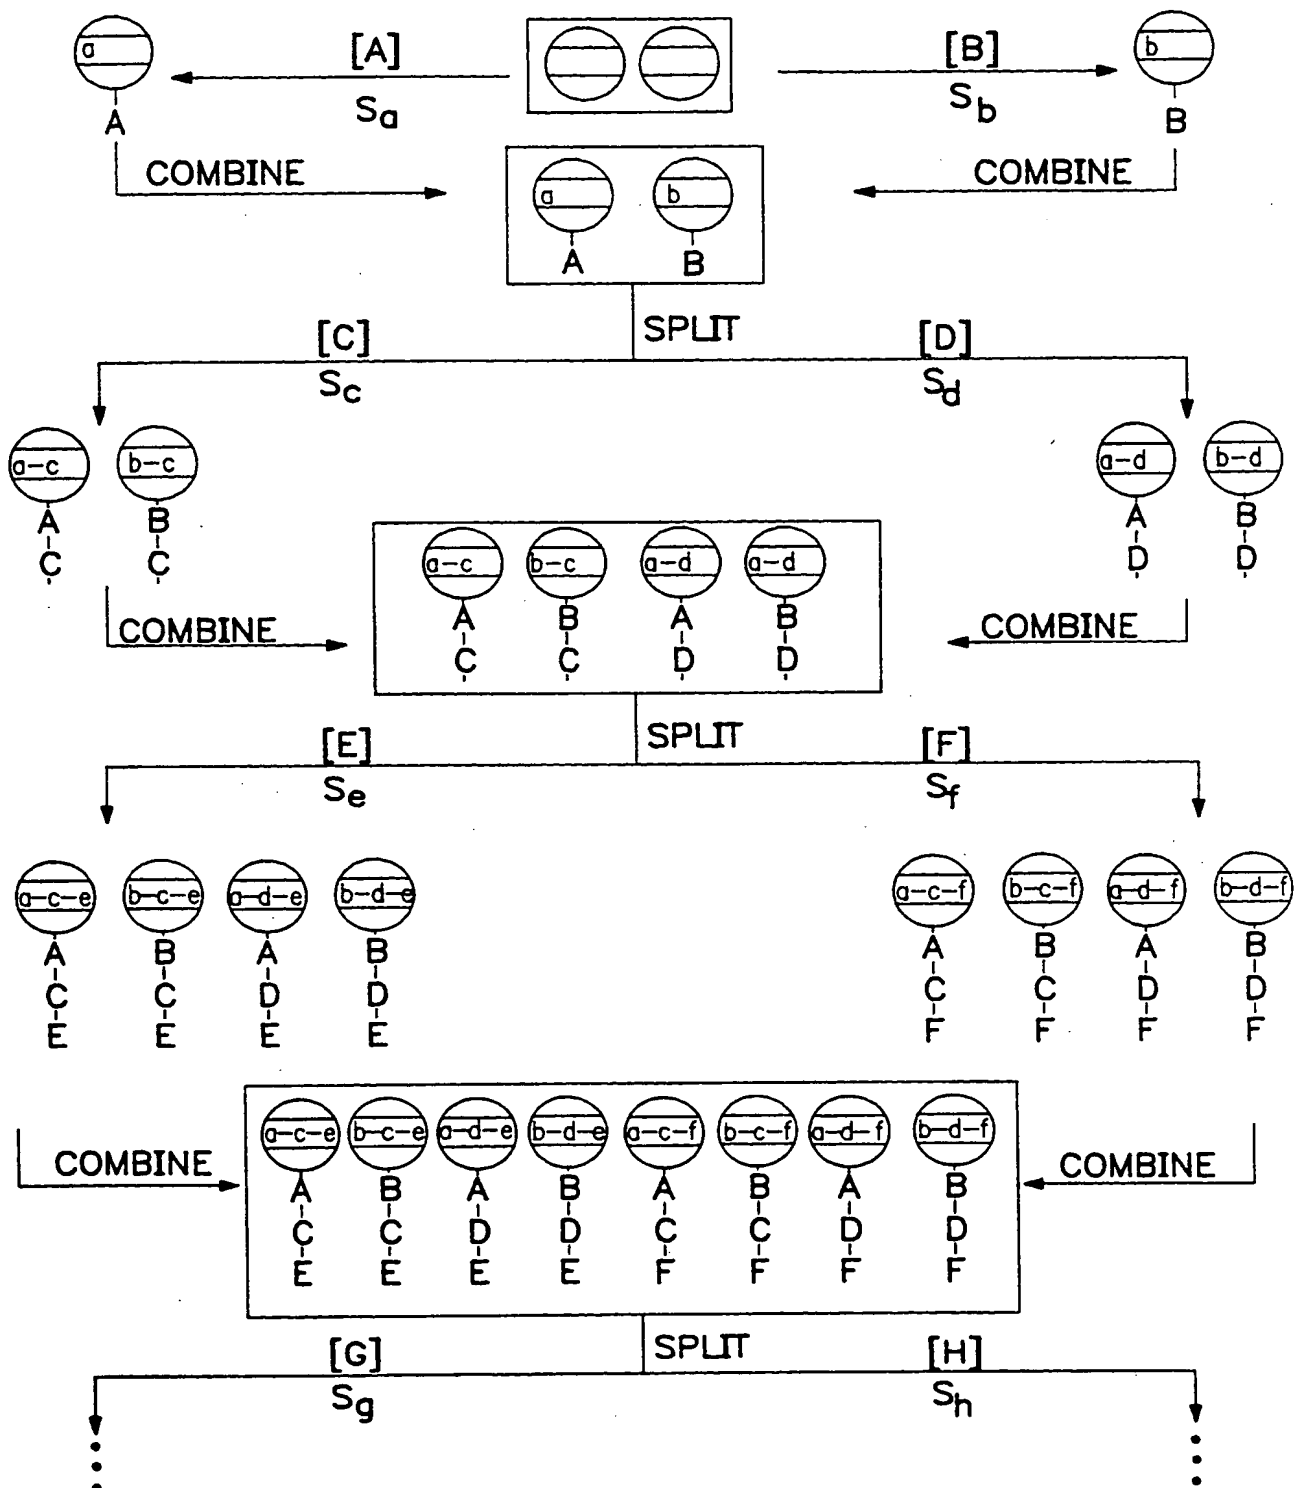 a [A] [B] b
Sa Sb
A B
COMBINE COMBINE
a b
A B
SPLIT
[C] [D]
Sc Sd
a-c b-c a-d b-d
A B A B
C C D D
a-c b-c a-d a-d
A B A B
C C D D
COMBINE COMBINE
SPLIT
[E] [F]
Se Sf
a-c-e b-c-e a-d-e b-d-e a-c-f b-c-f a-d-f b-d-f
A B A B A B A B
C C D D C C D D
E E E E F F F F
a-c-e b-c-e a-d-e b-d-e a-c-f b-c-f a-d-f b-d-f
COMBINE COMBINE
A B A B A B A B
C C D D C C D D
E E E E F F F F
SPLIT
[G] [H]
Sg Sh